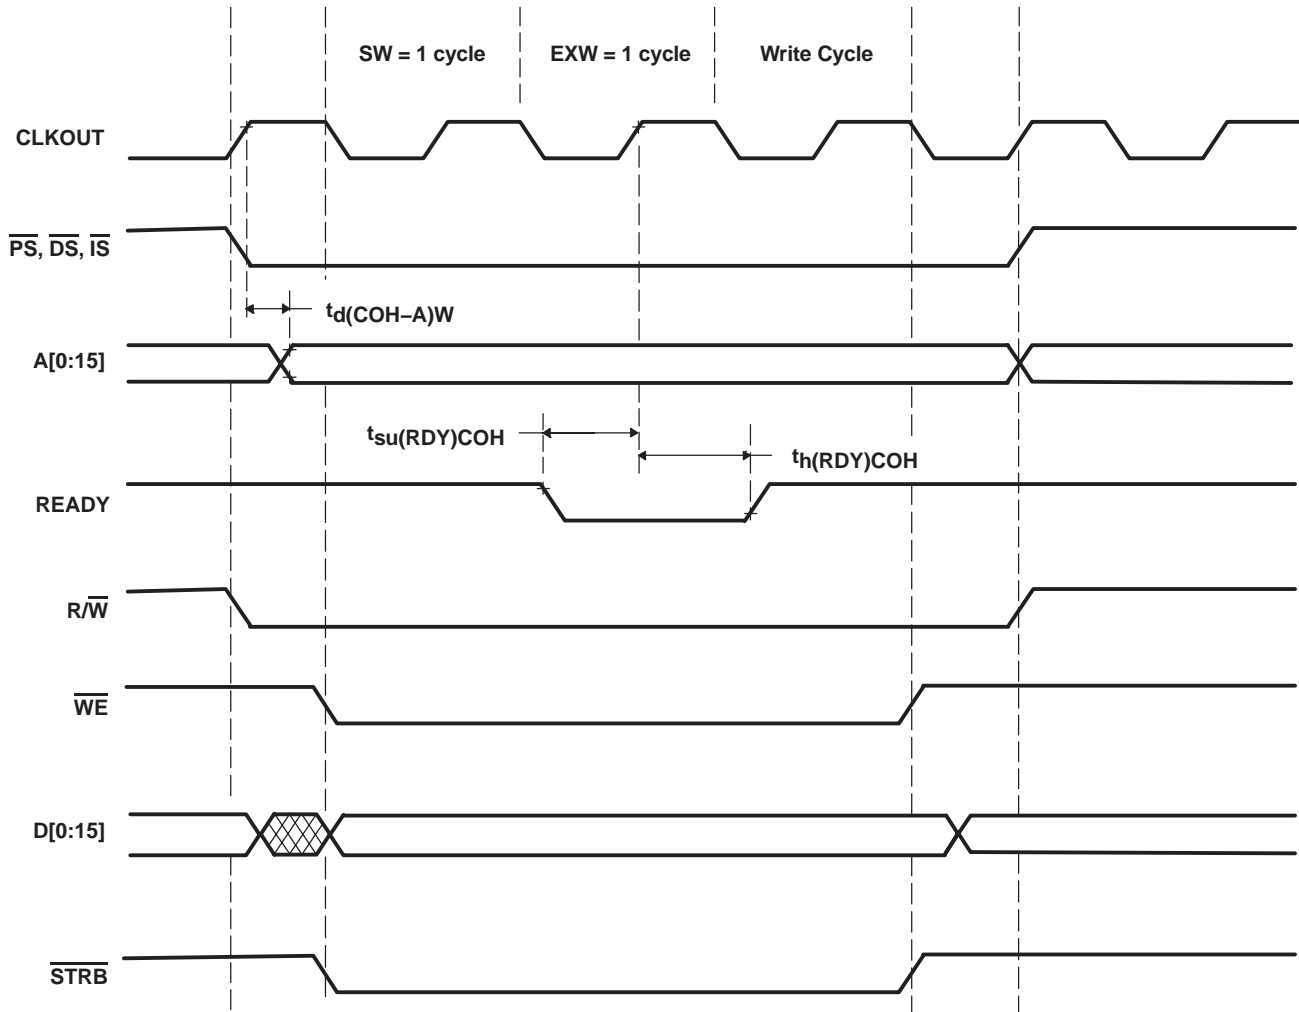 SW = 1 cycle EXW = 1 cycle Write Cycle
CLKOUT
PS, DS, IS
td(COH–A)W
A[0:15]
tsu(RDY)COH
th(RDY)COH
READY
R/W
WE
D[0:15]
STRB